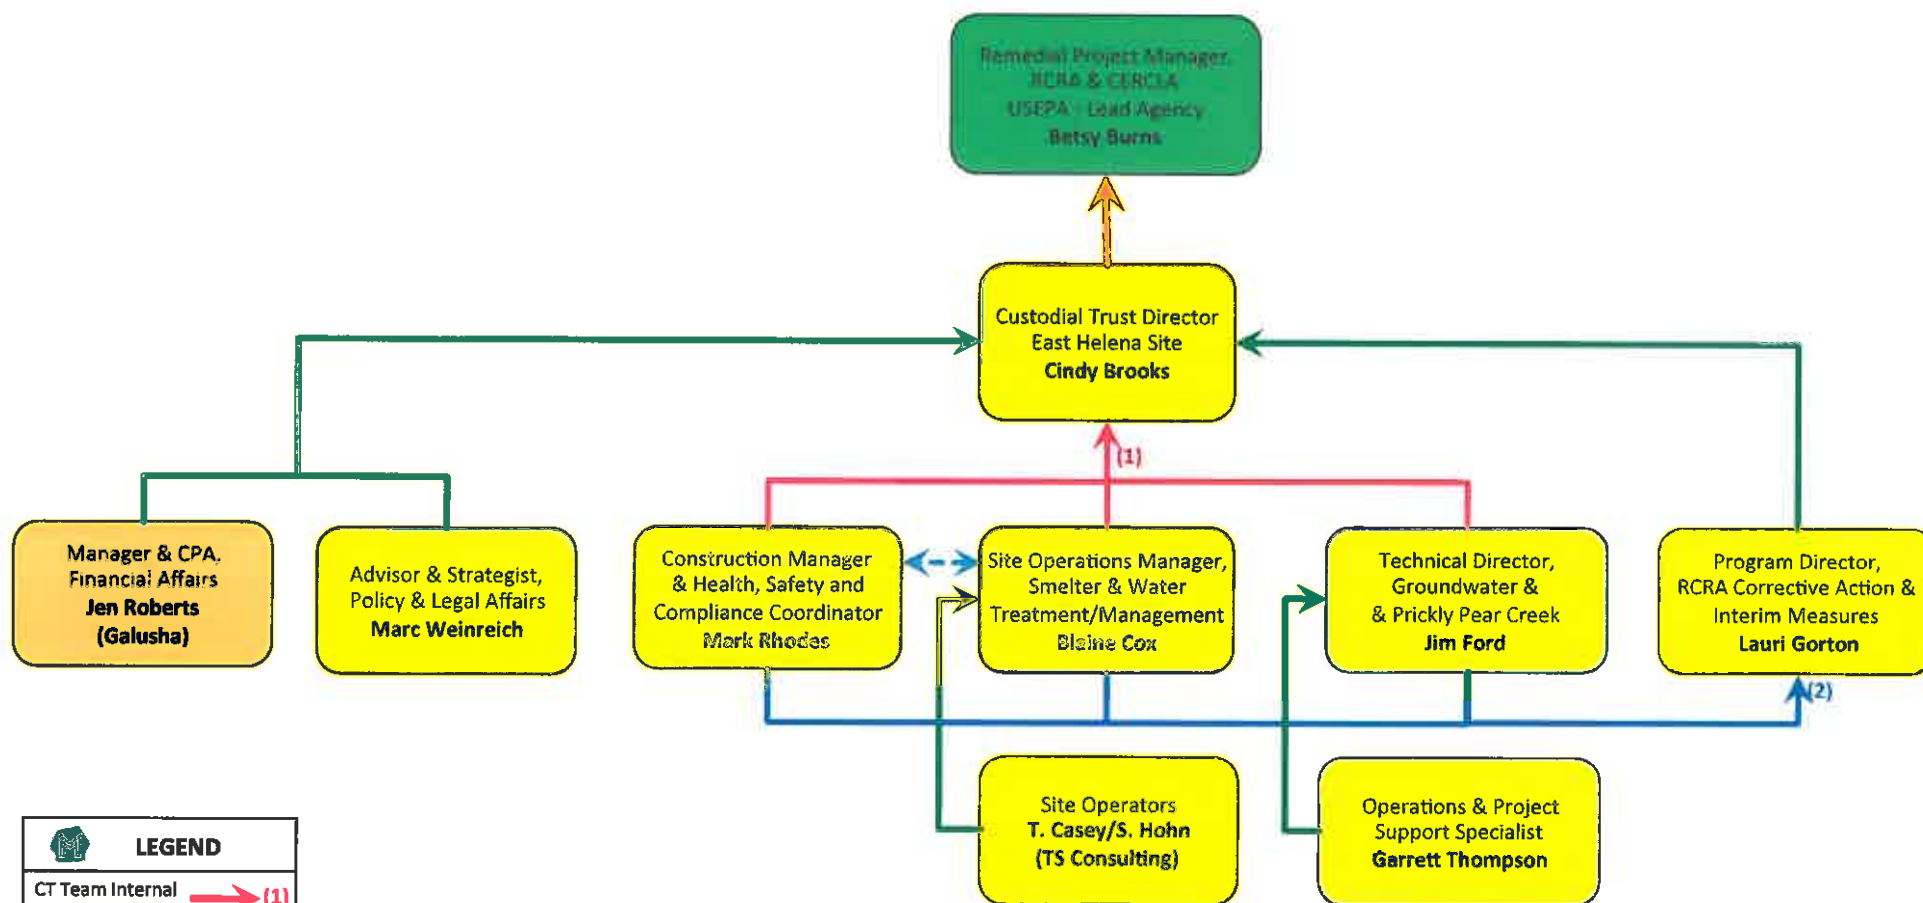 Remedial Project Manager,
RCRA & CERCLA
USEPA - Lead Agency
Betsy Burns
Custodial Trust Director
East Helena Site
Cindy Brooks
(1)
Manager & CPA,
Financial Affairs
Jen Roberts
(Galusha)
Advisor & Strategist,
Policy & Legal Affairs
Marc Weinreich
Construction Manager
& Health, Safety and
Compliance Coordinator
Mark Rhodes
Site Operations Manager,
Smelter & Water
Treatment/Management
Blaine Cox
Technical Director,
Groundwater &
& Prickly Pear Creek
Jim Ford
Program Director,
RCRA Corrective Action &
Interim Measures
Lauri Gorton
(2)
Site Operators
T. Casey/S. Hohn
(TS Consulting)
Operations & Project
Support Specialist
Garrett Thompson
LEGEND
CT Team Internal (1)